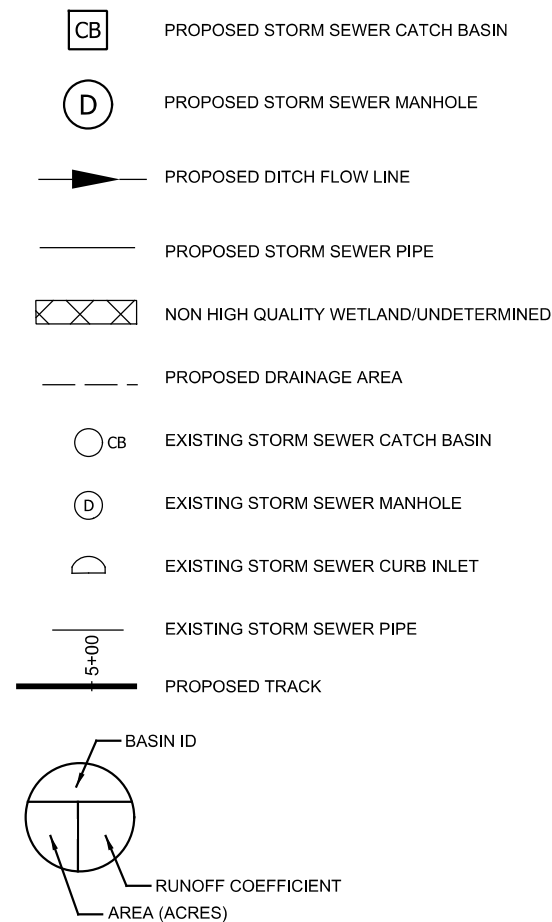 CB PROPOSED STORM SEWER CATCH BASIN
D PROPOSED STORM SEWER MANHOLE
PROPOSED DITCH FLOW LINE
PROPOSED STORM SEWER PIPE
NON HIGH QUALITY WETLAND/UNDETERMINED
PROPOSED DRAINAGE AREA
CB EXISTING STORM SEWER CATCH BASIN
D EXISTING STORM SEWER MANHOLE
EXISTING STORM SEWER CURB INLET
EXISTING STORM SEWER PIPE
5+00
PROPOSED TRACK
BASIN ID
RUNOFF COEFFICIENT
AREA (ACRES)